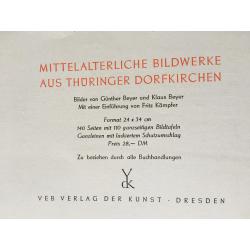 MITTELALTERLICHE BILDWERKE
AUS THÜRINGER DORFKIRCHEN
Bilder von Günther Beyer und Klaus Beyer
Mit einer Einführung von Fritz Kämpfer
Format 24 x 34 cm
140 Seiten mit 110 ganzseitigen Bildtafeln
Ganzleinen mit lackiertem Schutzumschlag
Preis 28,— DM
Zu beziehen durch alle Buchhandlungen
VdK
VEB VERLAG DER KUNST · DRESDEN